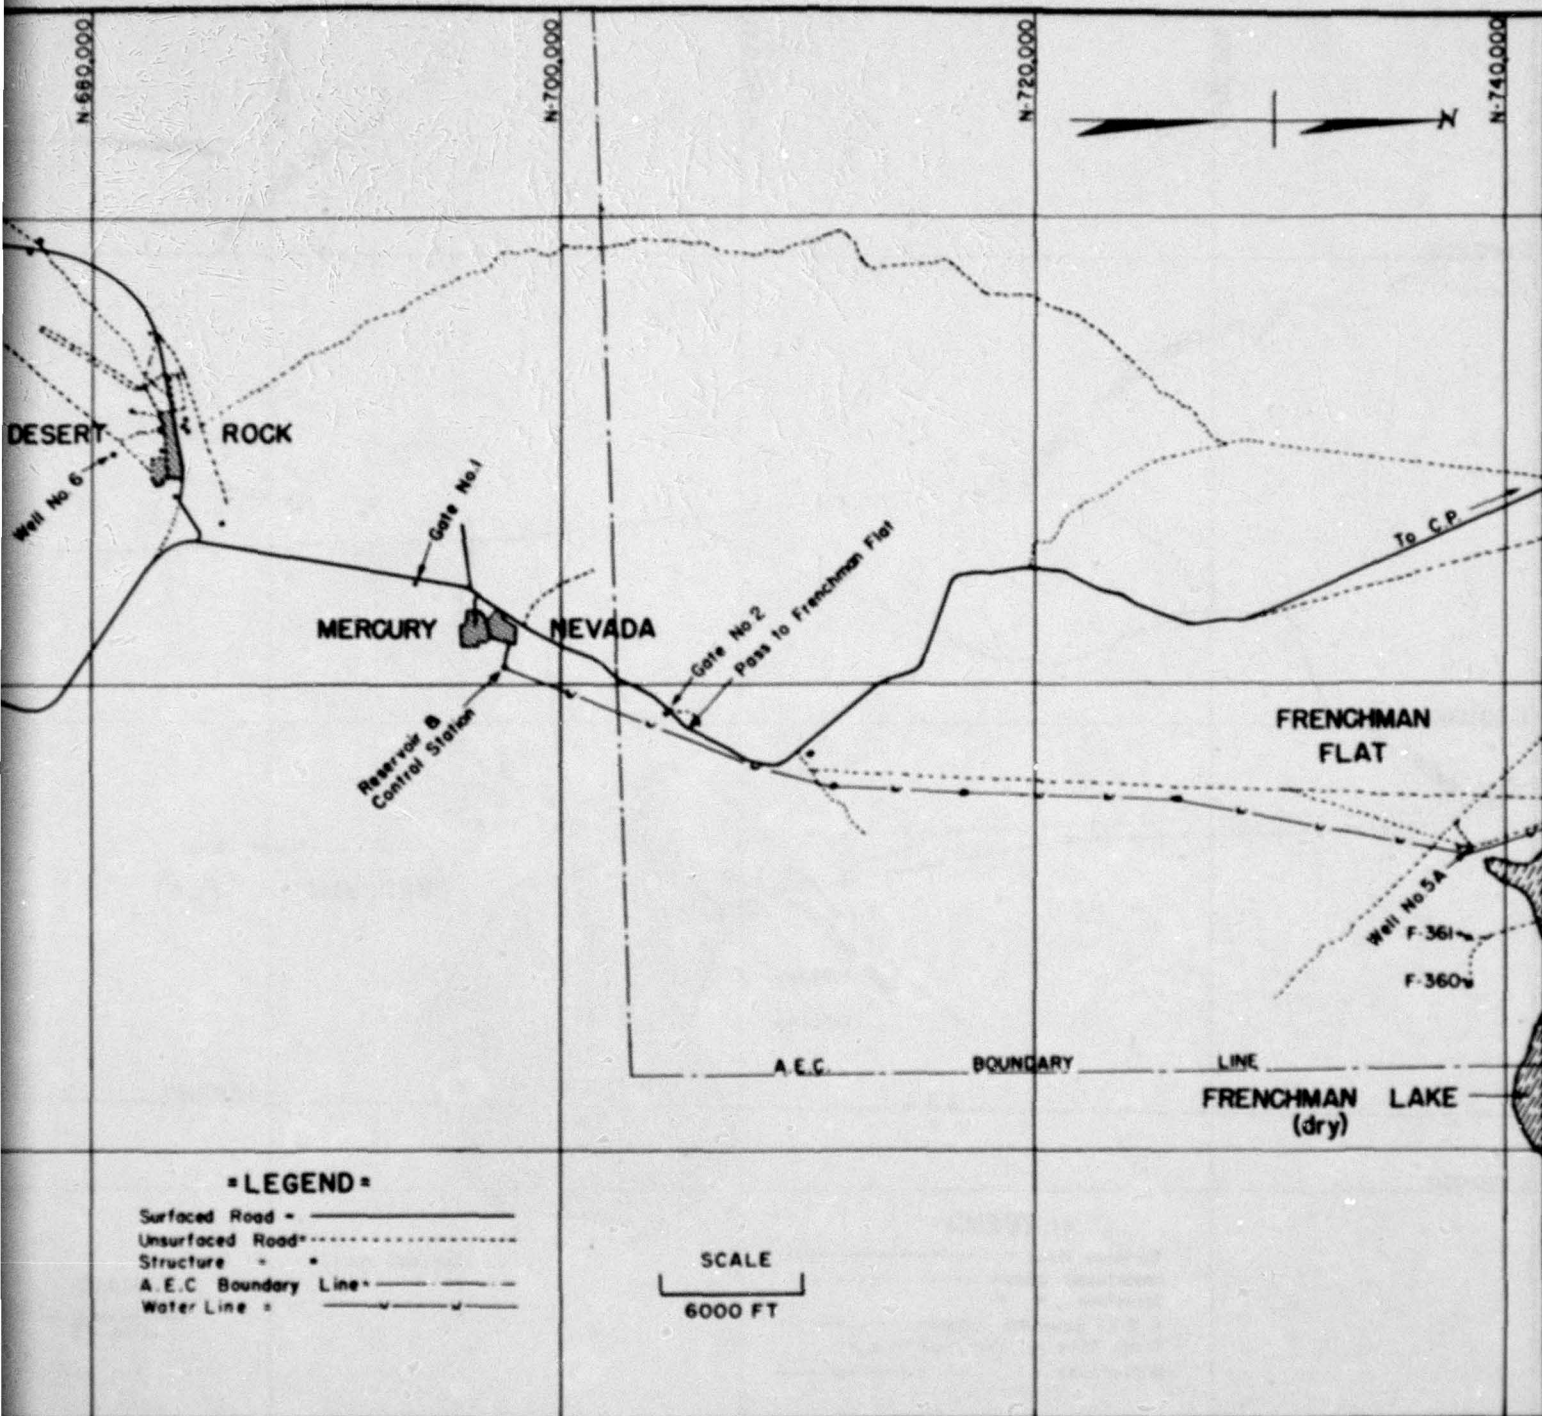 N-680,000
N-700,000
N-720,000
N-740,000
N
DESERT ROCK
Well No. 6
Gate No.1
To C.P.
MERCURY NEVADA
Gate No 2
Pass to Frenchman Flat
Reservoir &
Control Station
FRENCHMAN
FLAT
Well No. 5A
F-361
F-360
A.E.C. BOUNDARY LINE
FRENCHMAN LAKE
(dry)
= LEGEND =
Surfaced Road -
Unsurfaced Road=
Structure =
A.E.C Boundary Line=
Water Line =
SCALE
6000 FT